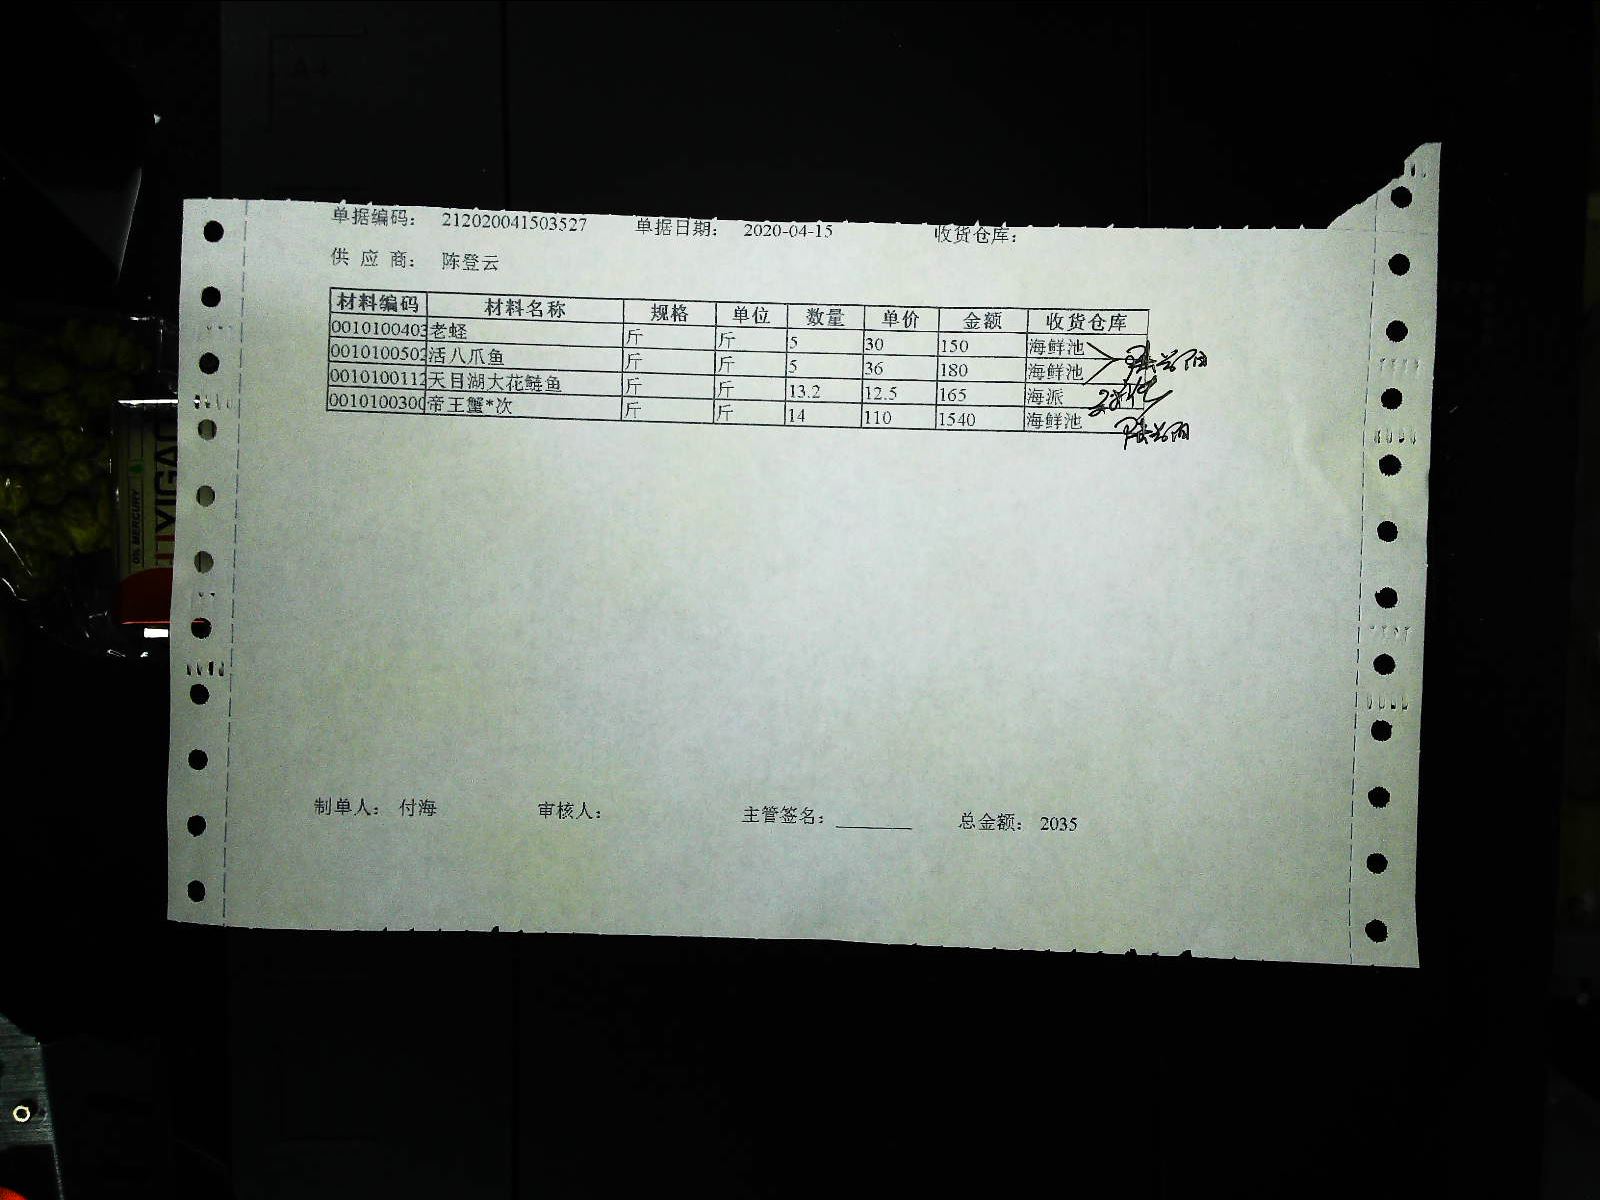 单据编码： 212020041503527 单据日期： 2020-04-15 收货仓库：
供 应 商： 陈登云
材料编码 材料名称 规格 单位 数量 单价 金额 收货仓库
0010100403 老蛏 斤 斤 5 30 150 海鲜池
0010100502 活八爪鱼 斤 斤 5 36 180 海鲜池
0010100112 天目湖大花鲢鱼 斤 斤 13.2 12.5 165 海派
0010100300 帝王蟹*次 斤 斤 14 110 1540 海鲜池
制单人： 付海 审核人： 主管签名： 总金额： 2035
0% MERCURY